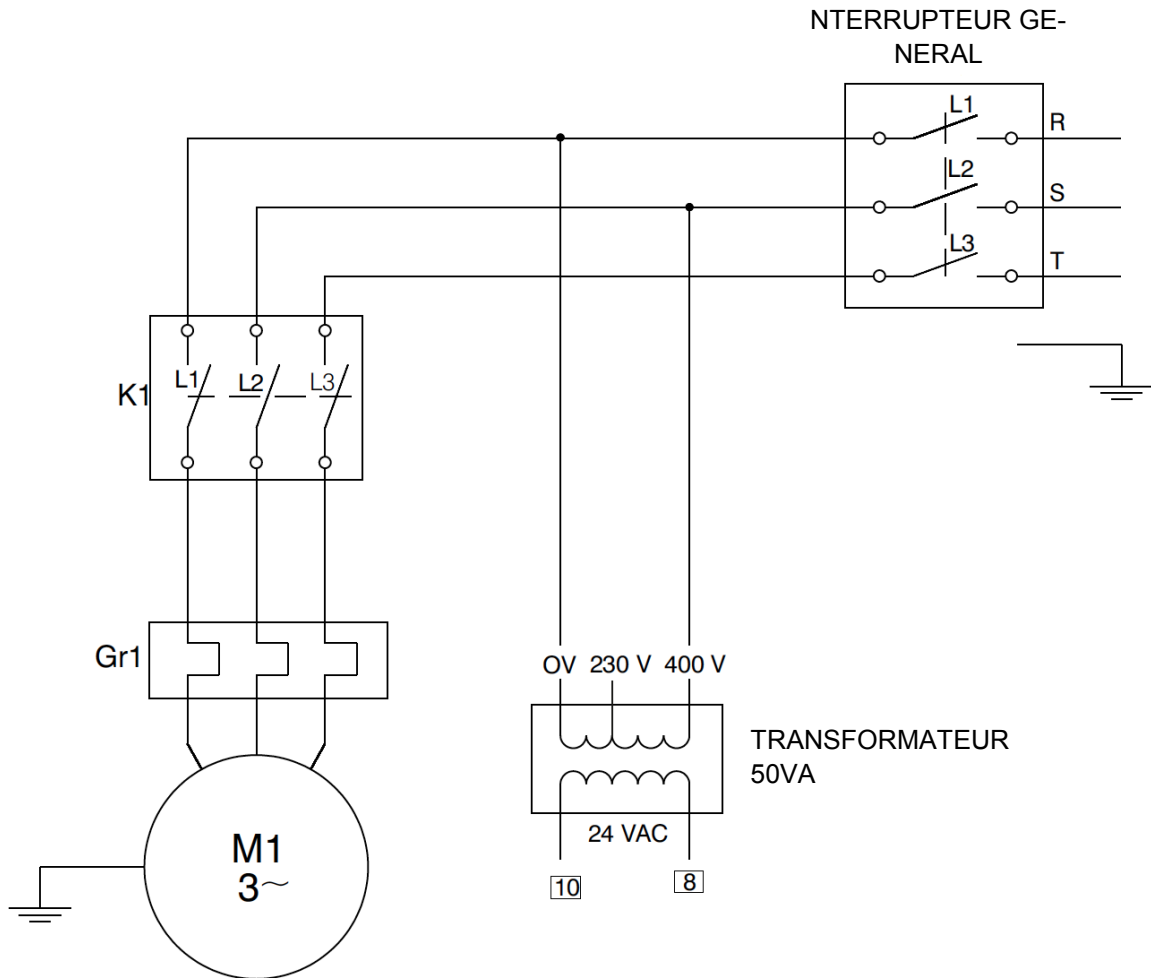 NTERRUPTEUR GE-
NERAL
L1
R
L2
S
L3
T
K1
L1
L2
L3
Gr1
OV 230 V 400 V
TRANSFORMATEUR
50VA
24 VAC
M1
3~
10
8